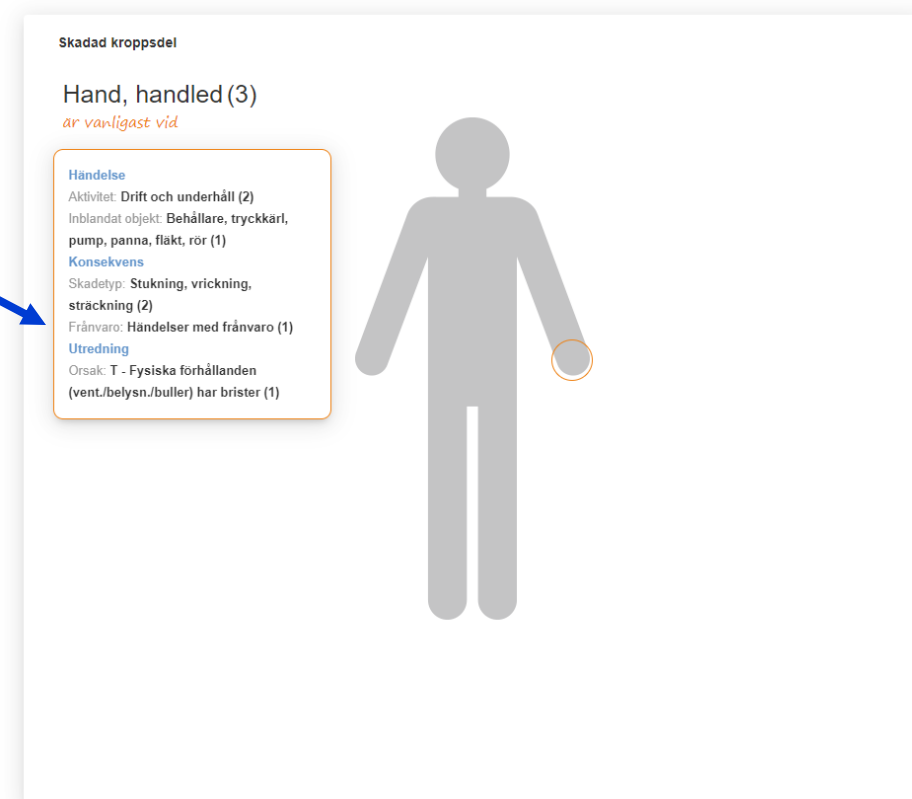 Skadad kroppsdel
Hand, handled (3)
är vanligast vid
Händelse
Aktivitet: Drift och underhåll (2)
Inblandat objekt: Behållare, tryckkärl,
pump, panna, fläkt, rör (1)
Konsekvens
Skadetyp: Stukning, vrickning,
sträckning (2)
Frånvaro: Händelser med frånvaro (1)
Utredning
Orsak: T - Fysiska förhållanden
(vent./belysn./buller) har brister (1)